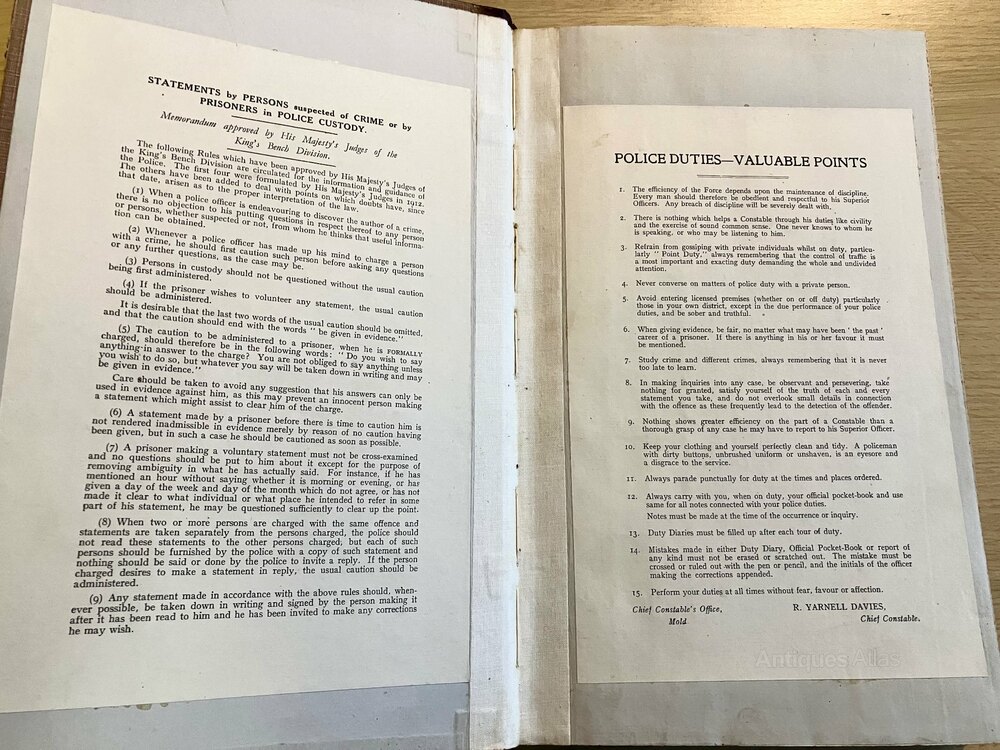 STATEMENTS by PERSONS suspected of CRIME or by
PRISONERS in POLICE CUSTODY.
Memorandum approved by His Majesty's Judges of the
King's Bench Division.
The following Rules which have been approved by His Majesty's Judges of
the King's Bench Division are circulated for the information and guidance of
the Police. The first four were formulated by His Majesty's Judges in 1912.
The others have been added to deal with points on which doubts have, since
that date, arisen as to the proper interpretation of the law.
(1) When a police officer is endeavouring to discover the author of a crime,
there is no objection to his putting questions in respect thereof to any person
or persons, whether suspected or not, from whom he thinks that useful informa-
tion can be obtained.
(2) Whenever a police officer has made up his mind to charge a person
with a crime, he should first caution such person before asking any questions
or any further questions, as the case may be.
(3) Persons in custody should not be questioned without the usual caution
being first administered.
(4) If the prisoner wishes to volunteer any statement, the usual caution
should be administered.
It is desirable that the last two words of the usual caution should be omitted,
and that the caution should end with the words "be given in evidence."
(5) The caution to be administered to a prisoner, when he is FORMALLY
charged, should therefore be in the following words: "Do you wish to say
anything in answer to the charge? You are not obliged to say anything unless
you wish to do so, but whatever you say will be taken down in writing and may
be given in evidence."
Care should be taken to avoid any suggestion that his answers can only be
used in evidence against him, as this may prevent an innocent person making
a statement which might assist to clear him of the charge.
(6) A statement made by a prisoner before there is time to caution him is
not rendered inadmissible in evidence merely by reason of no caution having
been given, but in such a case he should be cautioned as soon as possible.
(7) A prisoner making a voluntary statement must not be cross-examined
and no questions should be put to him about it except for the purpose of
removing ambiguity in what he has actually said. For instance, if he has
mentioned an hour without saying whether it is morning or evening, or has
given a day of the week and day of the month which do not agree, or has not
made it clear to what individual or what place he intended to refer in some
part of his statement, he may be questioned sufficiently to clear up the point.
(8) When two or more persons are charged with the same offence and
statements are taken separately from the persons charged, the police should
not read these statements to the other persons charged, but each of such
persons should be furnished by the police with a copy of such statement and
nothing should be said or done by the police to invite a reply. If the person
charged desires to make a statement in reply, the usual caution should be
administered.
(9) Any statement made in accordance with the above rules should, when-
ever possible, be taken down in writing and signed by the person making it
after it has been read to him and he has been invited to make any corrections
he may wish.
POLICE DUTIES—VALUABLE POINTS
1. The efficiency of the Force depends upon the maintenance of discipline.
Every man should therefore be obedient and respectful to his Superior
Officers. Any breach of discipline will be severely dealt with.
2. There is nothing which helps a Constable through his duties like civility
and the exercise of sound common sense. One never knows to whom he
is speaking, or who may be listening to him.
3. Refrain from gossiping with private individuals whilst on duty, particu-
larly "Point Duty," always remembering that the control of traffic is
a most important and exacting duty demanding the whole and undivided
attention.
4. Never converse on matters of police duty with a private person.
5. Avoid entering licensed premises (whether on or off duty) particularly
those in your own district, except in the due performance of your police
duties, and be sober and truthful.
6. When giving evidence, be fair, no matter what may have been 'the past'
career of a prisoner. If there is anything in his or her favour it must
be mentioned.
7. Study crime and different crimes, always remembering that it is never
too late to learn.
8. In making inquiries into any case, be observant and persevering, take
nothing for granted, satisfy yourself of the truth of each and every
statement you take, and do not overlook small details in connection
with the offence as these frequently lead to the detection of the offender.
9. Nothing shows greater efficiency on the part of a Constable than a
thorough grasp of any case he may have to report to his Superior Officer.
10. Keep your clothing and yourself perfectly clean and tidy. A policeman
with dirty buttons, unbrushed uniform or unshaven, is an eyesore and
a disgrace to the service.
11. Always parade punctually for duty at the times and places ordered.
12. Always carry with you, when on duty, your official pocket-book and use
same for all notes connected with your police duties.
Notes must be made at the time of the occurrence or inquiry.
13. Duty Diaries must be filled up after each tour of duty.
14. Mistakes made in either Duty Diary, Official Pocket-Book or report of
any kind must not be erased or scratched out. The mistake must be
crossed or ruled out with the pen or pencil, and the initials of the officer
making the corrections appended.
15. Perform your duties at all times without fear, favour or affection.
Chief Constable's Office, R. YARNELL DAVIES,
Mold. Chief Constable.
Antiques Atlas